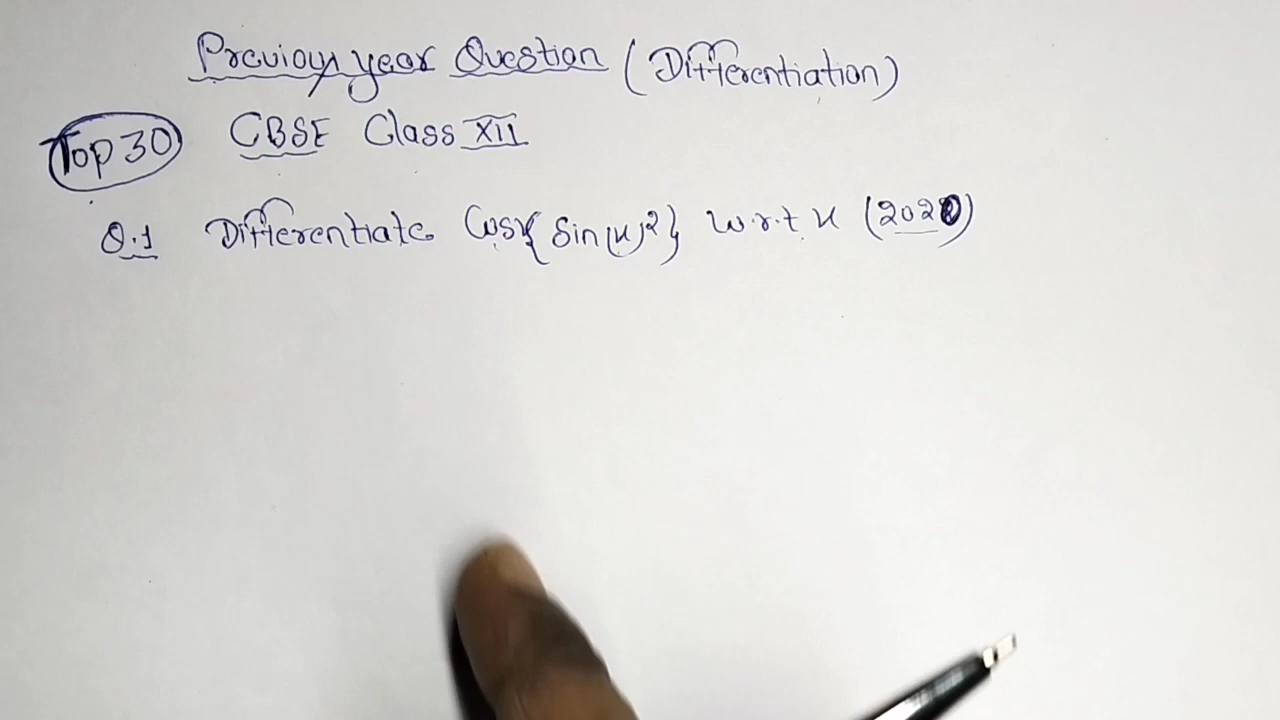 Previous year Question (Differentiation)
Top 30 CBSE Class XII
Q.1 Differentiate Cos{Sin(x)²} w.r.t x (2020)